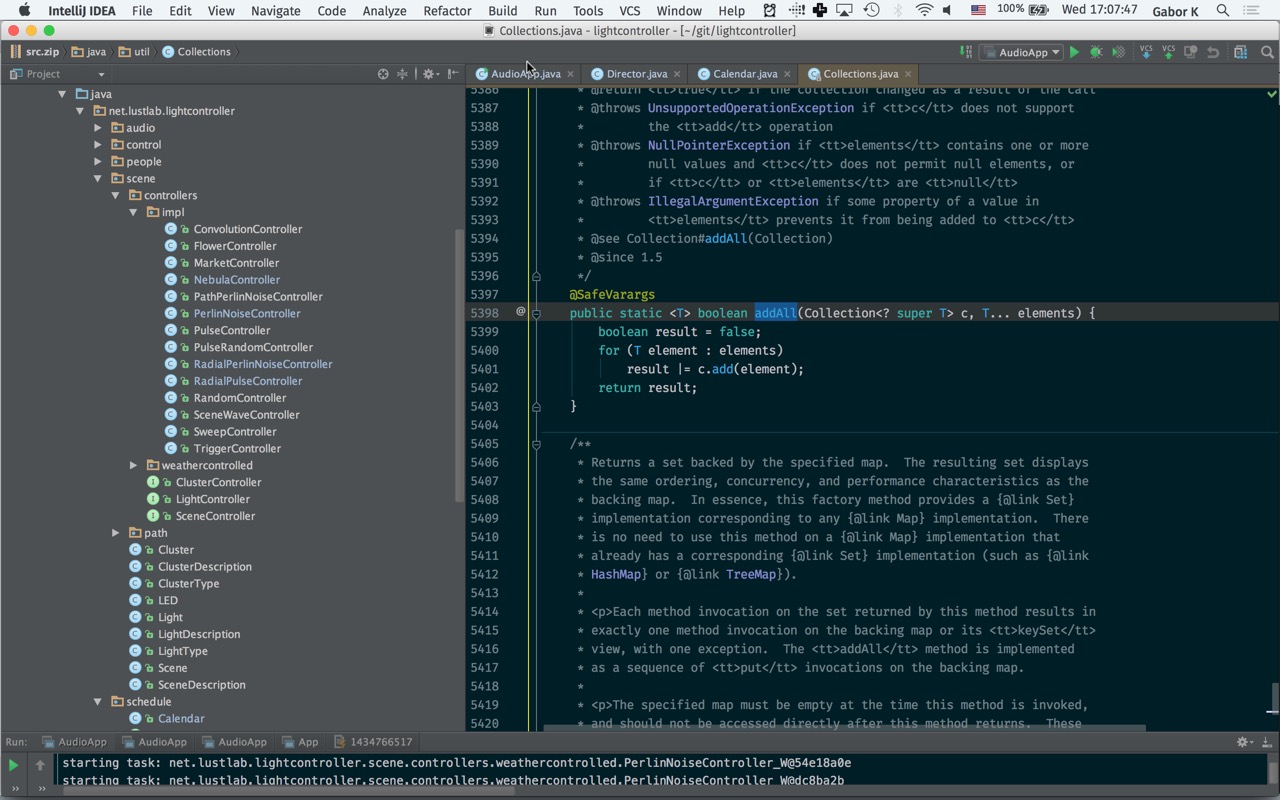 IntelliJ IDEA File Edit View Navigate Code Analyze Refactor Build Run Tools VCS Window Help 100% Wed 17:07:47 Gabor K
Collections.java - lightcontroller - [~/git/lightcontroller]
src.zip java util Collections AudioApp VCS VCS
Project
AudioApp.java Director.java Calendar.java Collections.java
java
net.lustlab.lightcontroller
audio
control
people
scene
controllers
impl
ConvolutionController
FlowerController
MarketController
NebulaController
PathPerlinNoiseController
PerlinNoiseController
PulseController
PulseRandomController
RadialPerlinNoiseController
RadialPulseController
RandomController
SceneWaveController
SweepController
TriggerController
weathercontrolled
ClusterController
LightController
SceneController
path
Cluster
ClusterDescription
ClusterType
LED
Light
LightDescription
LightType
Scene
SceneDescription
schedule
Calendar
5386 * @return <tt>true</tt> if the collection changed as a result of the call
5387 * @throws UnsupportedOperationException if <tt>c</tt> does not support
5388 * the <tt>add</tt> operation
5389 * @throws NullPointerException if <tt>elements</tt> contains one or more
5390 * null values and <tt>c</tt> does not permit null elements, or
5391 * if <tt>c</tt> or <tt>elements</tt> are <tt>null</tt>
5392 * @throws IllegalArgumentException if some property of a value in
5393 * <tt>elements</tt> prevents it from being added to <tt>c</tt>
5394 * @see Collection#addAll(Collection)
5395 * @since 1.5
5396 */
5397 @SafeVarargs
5398 @ public static <T> boolean addAll(Collection<? super T> c, T... elements) {
5399 boolean result = false;
5400 for (T element : elements)
5401 result |= c.add(element);
5402 return result;
5403 }
5404
5405 /**
5406 * Returns a set backed by the specified map. The resulting set displays
5407 * the same ordering, concurrency, and performance characteristics as the
5408 * backing map. In essence, this factory method provides a {@link Set}
5409 * implementation corresponding to any {@link Map} implementation. There
5410 * is no need to use this method on a {@link Map} implementation that
5411 * already has a corresponding {@link Set} implementation (such as {@link
5412 * HashMap} or {@link TreeMap}).
5413 *
5414 * <p>Each method invocation on the set returned by this method results in
5415 * exactly one method invocation on the backing map or its <tt>keySet</tt>
5416 * view, with one exception. The <tt>addAll</tt> method is implemented
5417 * as a sequence of <tt>put</tt> invocations on the backing map.
5418 *
5419 * <p>The specified map must be empty at the time this method is invoked,
5420 * and should not be accessed directly after this method returns. These
Run: AudioApp AudioApp AudioApp App 1434766517
starting task: net.lustlab.lightcontroller.scene.controllers.weathercontrolled.PerlinNoiseController_W@54e18a0e
starting task: net.lustlab.lightcontroller.scene.controllers.weathercontrolled.PerlinNoiseController_W@dc8ba2b